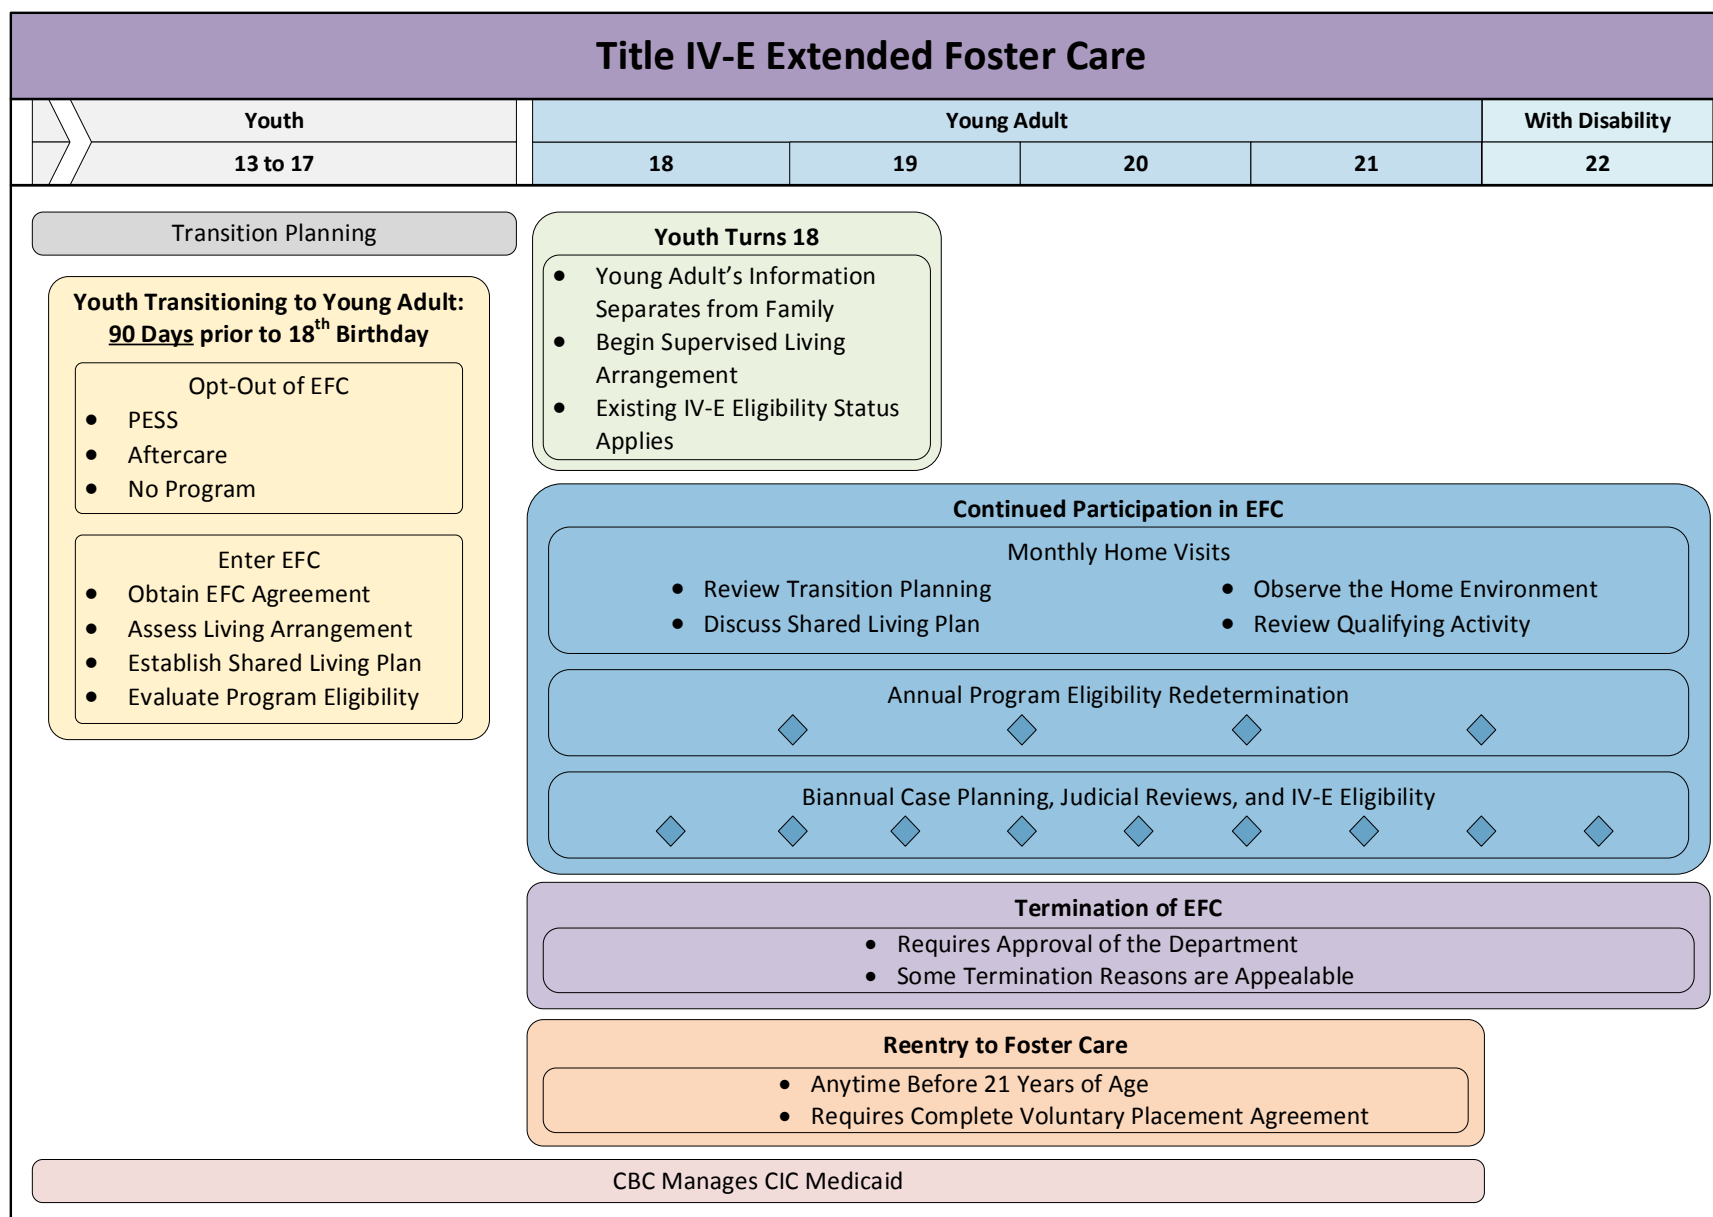 Title IV-E Extended Foster Care
Youth
Young Adult
With Disability
13 to 17
18
19
20
21
22
Transition Planning
Youth Transitioning to Young Adult:
90 Days prior to 18th Birthday
Opt-Out of EFC
• PESS
• Aftercare
• No Program
Enter EFC
• Obtain EFC Agreement
• Assess Living Arrangement
• Establish Shared Living Plan
• Evaluate Program Eligibility
Youth Turns 18
• Young Adult’s Information
Separates from Family
• Begin Supervised Living
Arrangement
• Existing IV-E Eligibility Status
Applies
Continued Participation in EFC
Monthly Home Visits
• Review Transition Planning
• Discuss Shared Living Plan
• Observe the Home Environment
• Review Qualifying Activity
Annual Program Eligibility Redetermination
Biannual Case Planning, Judicial Reviews, and IV-E Eligibility
Termination of EFC
• Requires Approval of the Department
• Some Termination Reasons are Appealable
Reentry to Foster Care
• Anytime Before 21 Years of Age
• Requires Complete Voluntary Placement Agreement
CBC Manages CIC Medicaid